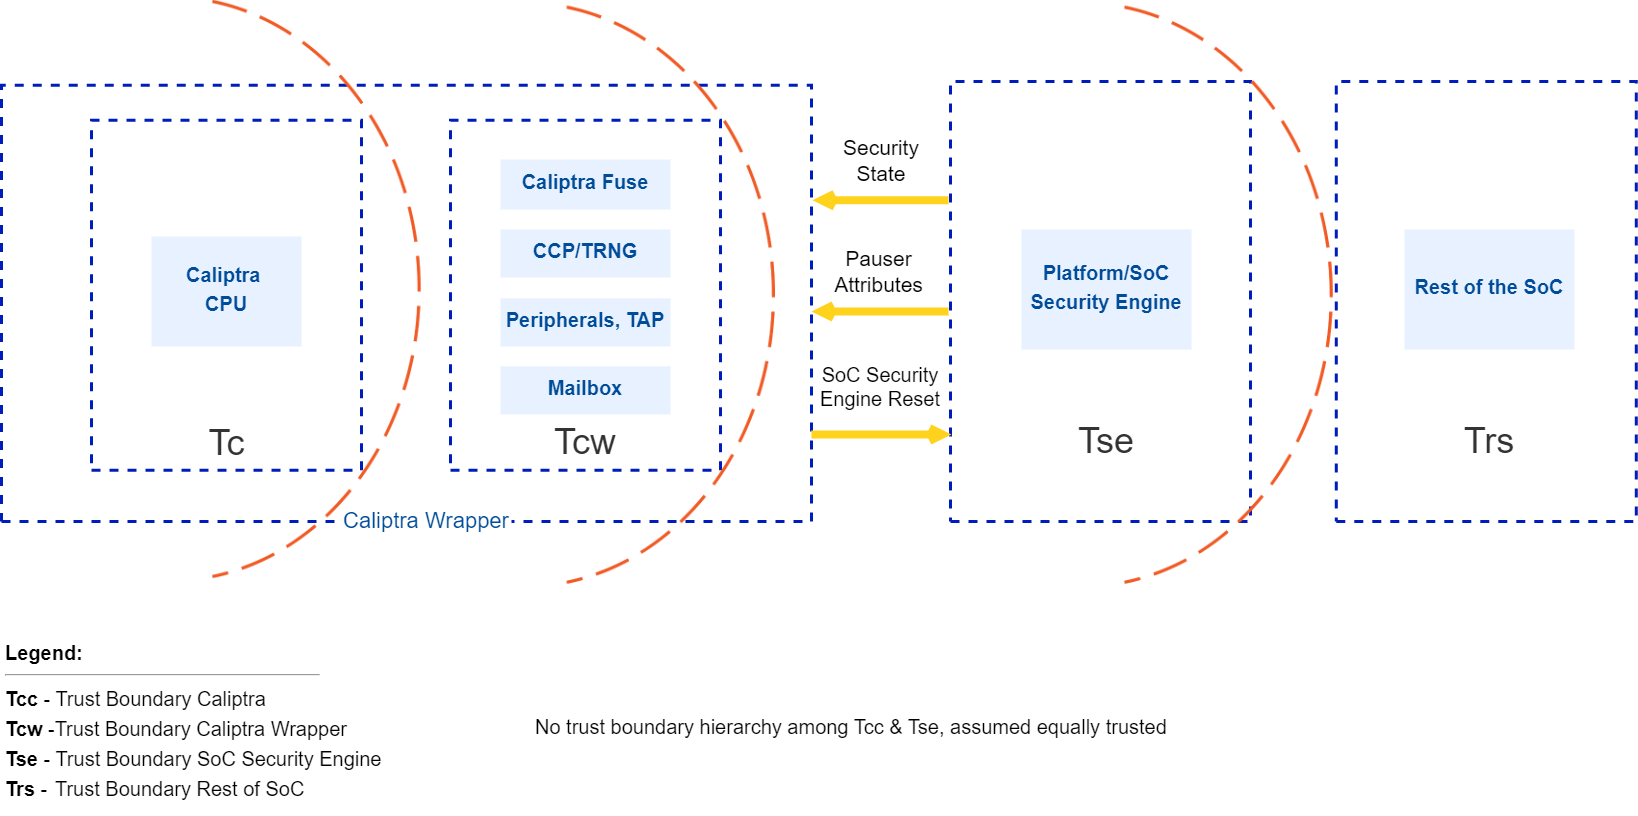 Caliptra
CPU
Tc
Caliptra Fuse
CCP/TRNG
Peripherals, TAP
Mailbox
Tcw
Caliptra Wrapper
Security
State
Pauser
Attributes
SoC Security
Engine Reset
Platform/SoC
Security Engine
Tse
Rest of the SoC
Trs
Legend:
Tcc - Trust Boundary Caliptra
Tcw -Trust Boundary Caliptra Wrapper
Tse - Trust Boundary SoC Security Engine
Trs - Trust Boundary Rest of SoC
No trust boundary hierarchy among Tcc & Tse, assumed equally trusted